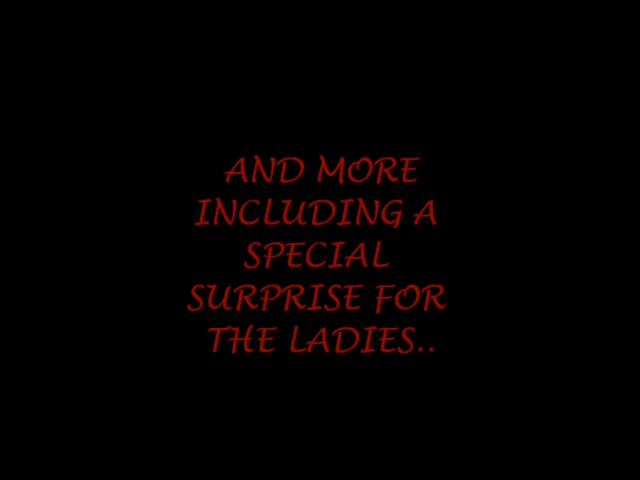 AND MORE
INCLUDING A
SPECIAL
SURPRISE FOR
THE LADIES..